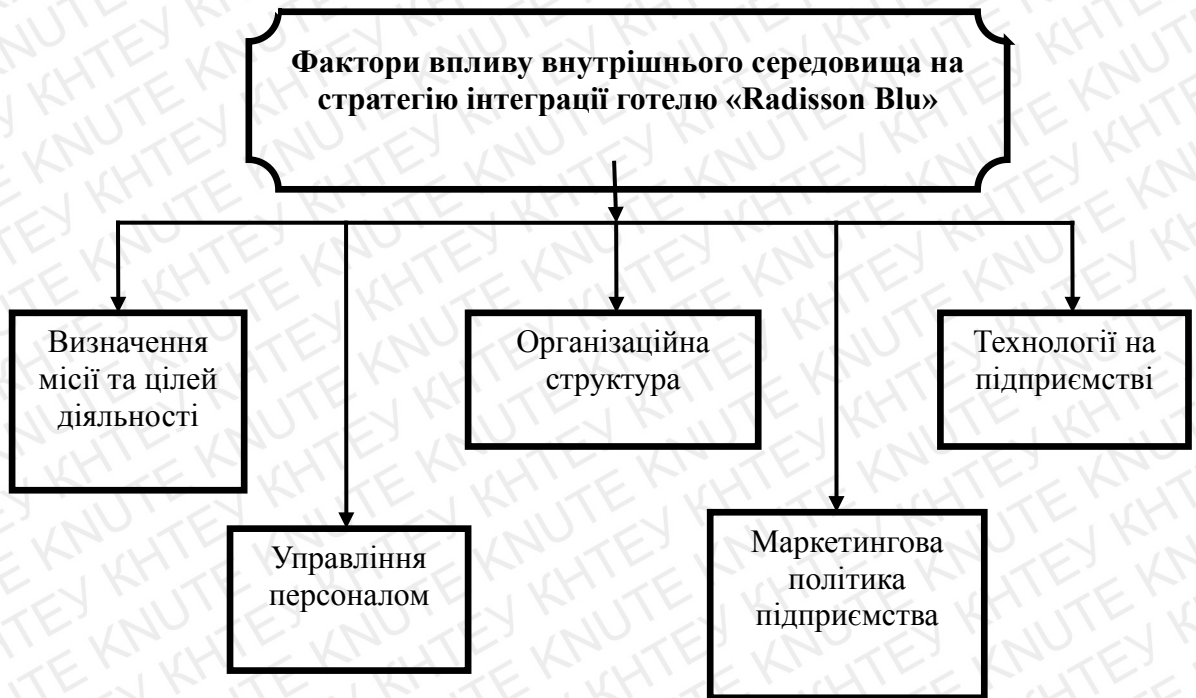 Фактори впливу внутрішнього середовища на
стратегію інтеграції готелю «Radisson Blu»
Визначення
місії та цілей
діяльності
Організаційна
структура
Технології на
підприємстві
Управління
персоналом
Маркетингова
політика
підприємства